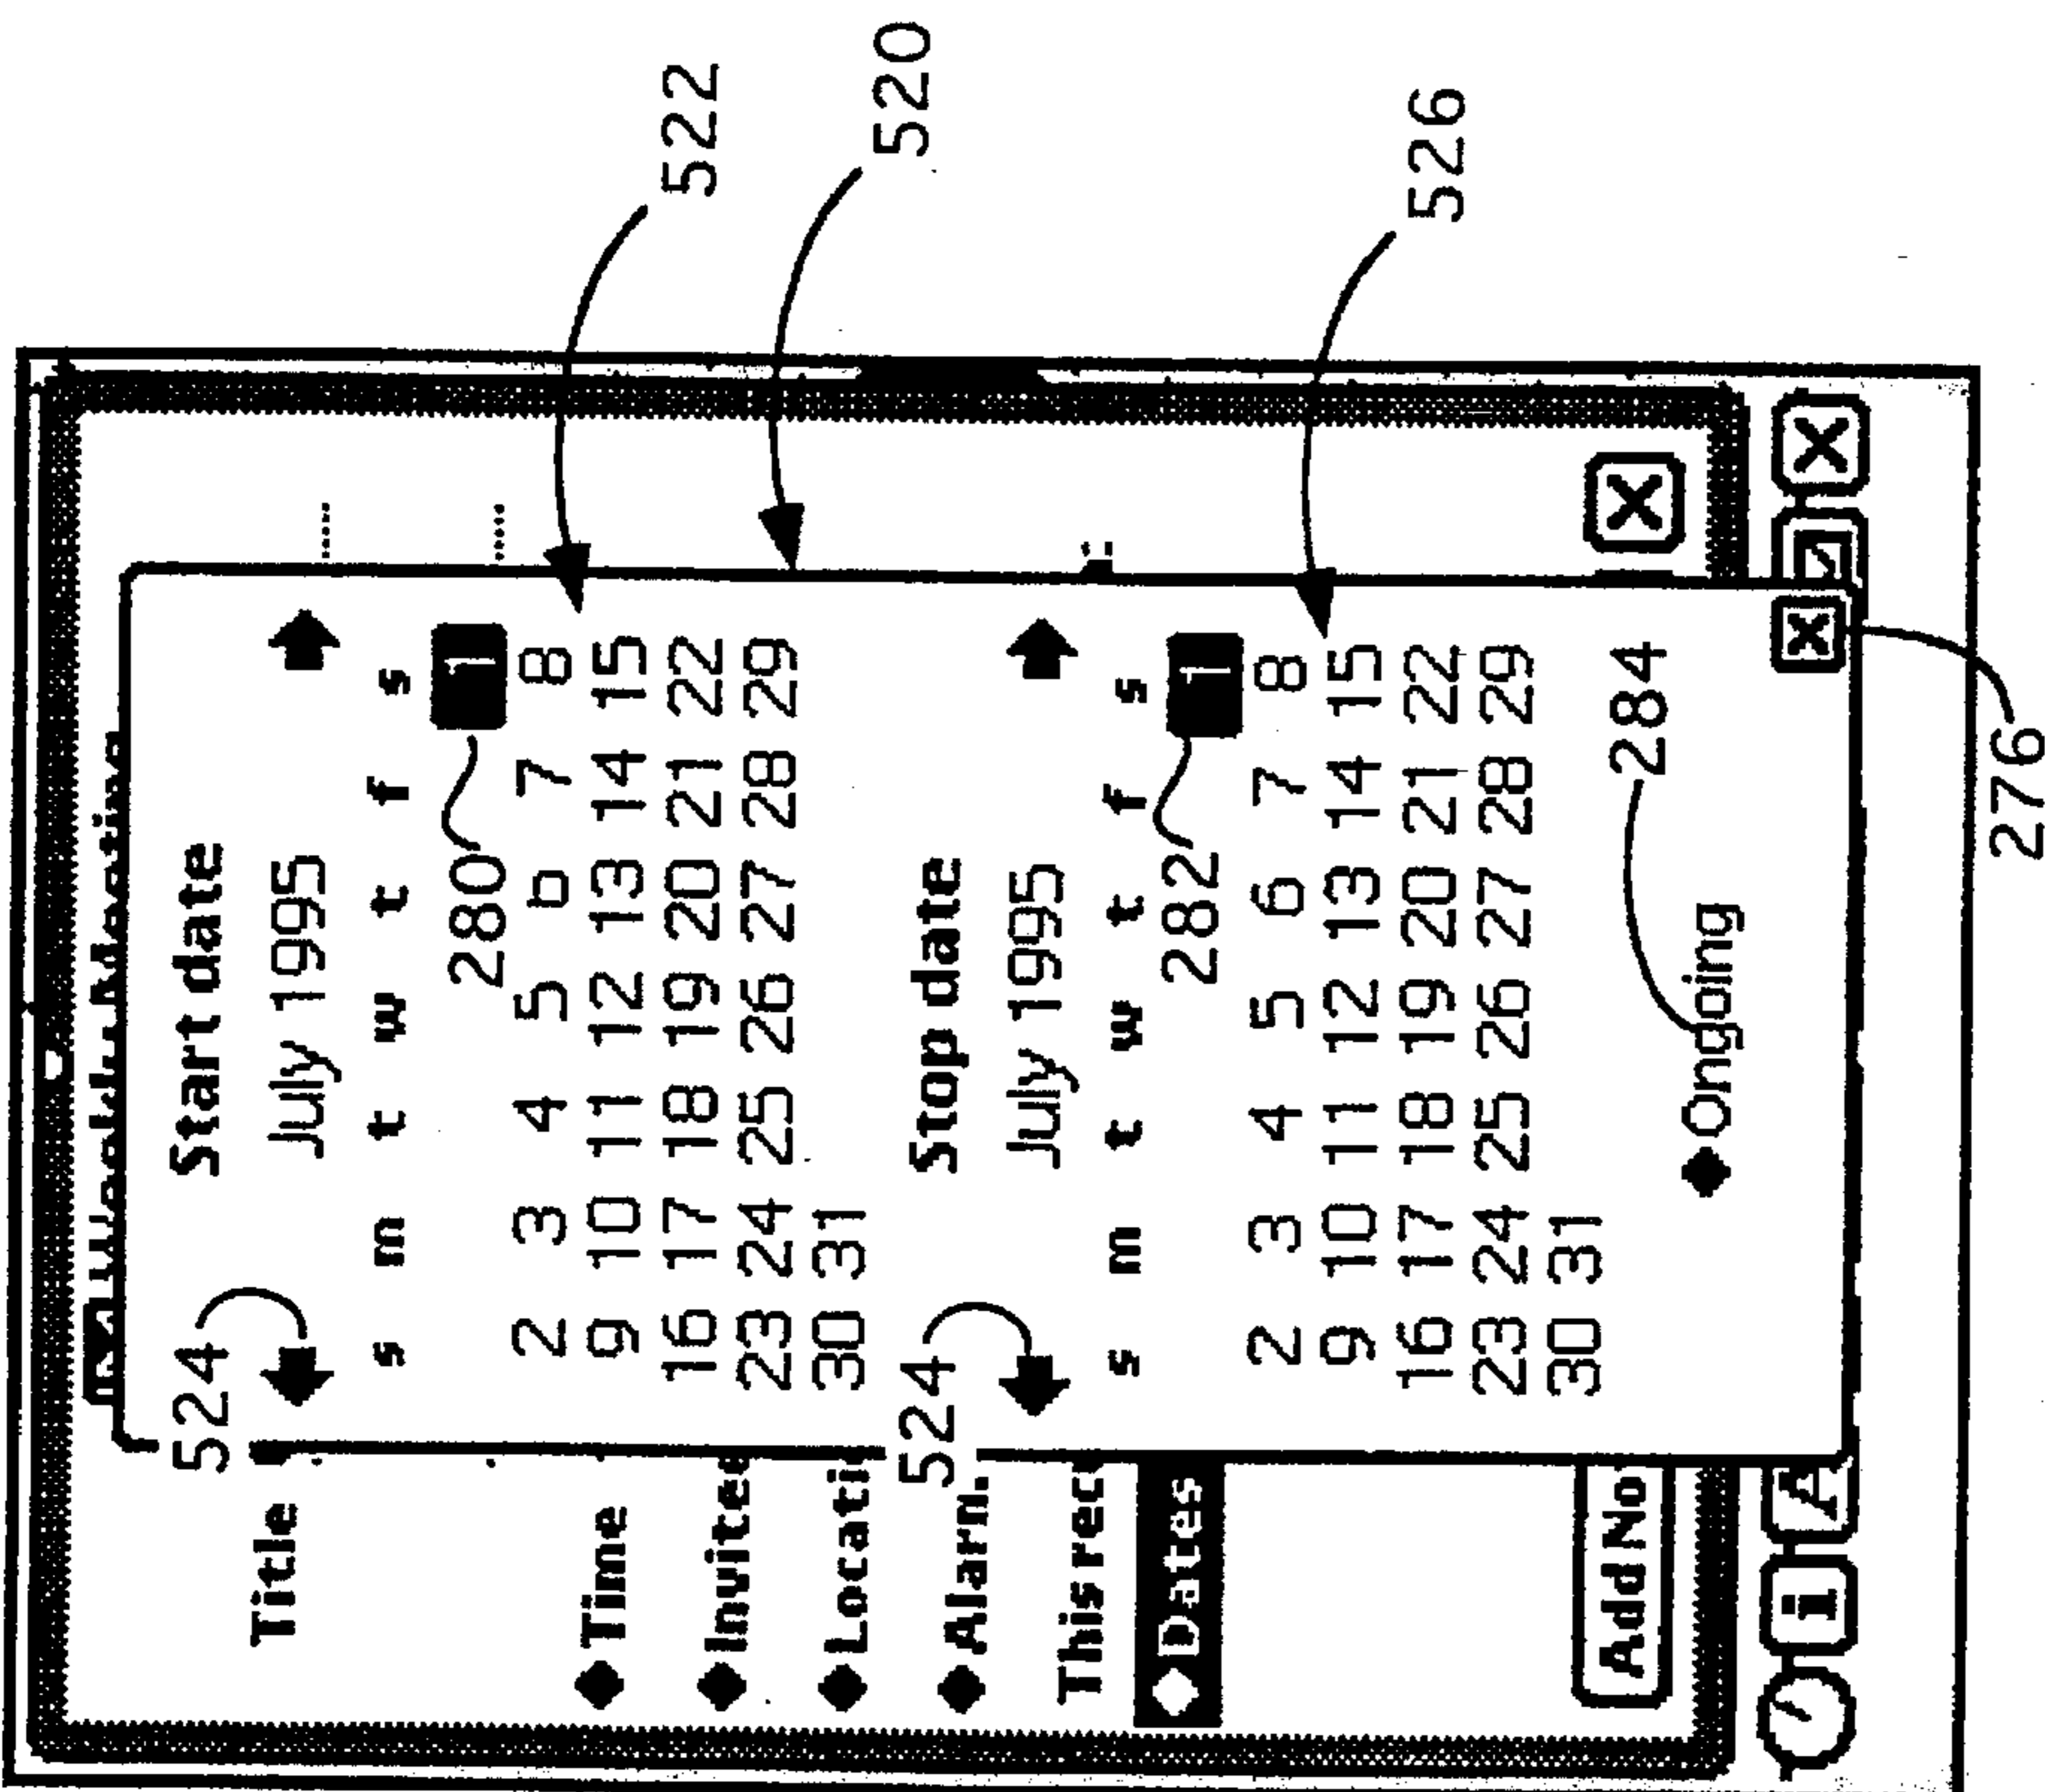 Weekly Meeting
524 Start date
Title July 1995
s m t w t f s
280 1
2 3 4 5 6 7 8
522
Time 9 10 11 12 13 14 15
16 17 18 19 20 21 22
23 24 25 26 27 28 29
30 31
520
524 Stop date
July 1995
s m t w t f s
282 1
2 3 4 5 6 7 8
9 10 11 12 13 14 15
16 17 18 19 20 21 22
23 24 25 26 27 28 29
30 31
526
Invite
Locati
Alarm.
This rec
Dates
Add No
284
Ongoing
i A
276